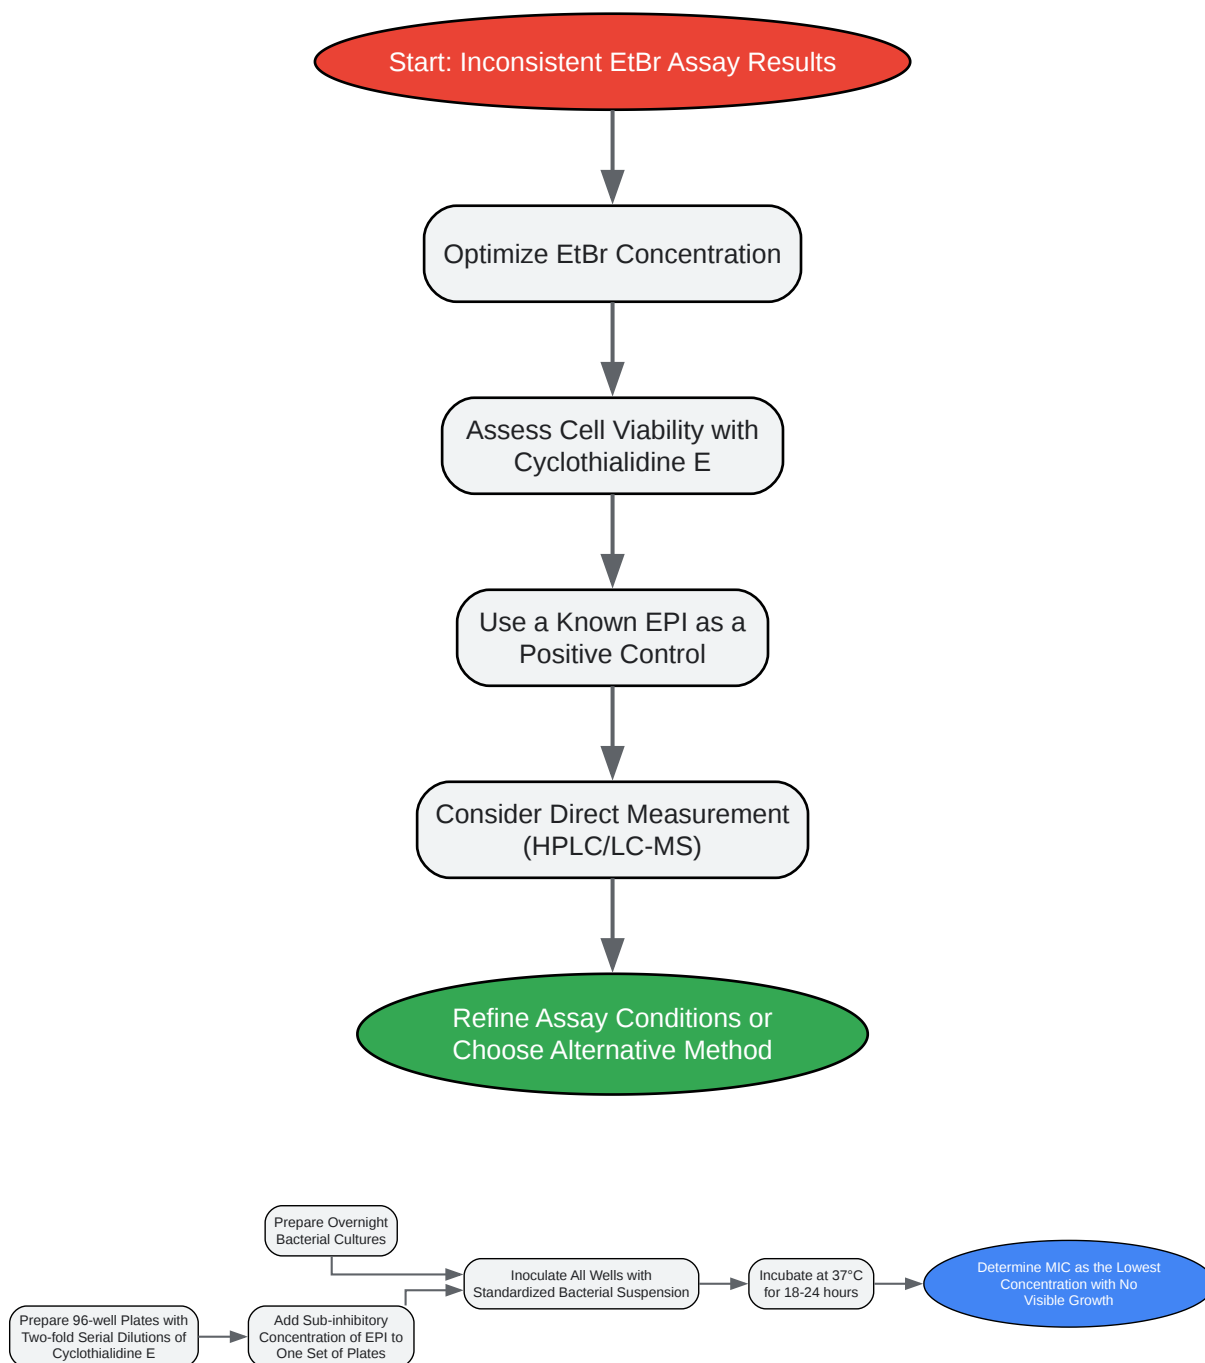 Start: Inconsistent EtBr Assay Results
Optimize EtBr Concentration
Assess Cell Viability with
Cyclothialidine E
Use a Known EPI as a
Positive Control
Consider Direct Measurement
(HPLC/LC-MS)
Refine Assay Conditions or
Choose Alternative Method
Prepare Overnight
Bacterial Cultures
Prepare 96-well Plates with
Two-fold Serial Dilutions of
Cyclothialidine E
Add Sub-inhibitory
Concentration of EPI to
One Set of Plates
Inoculate All Wells with
Standardized Bacterial Suspension
Incubate at 37°C
for 18-24 hours
Determine MIC as the Lowest
Concentration with No
Visible Growth